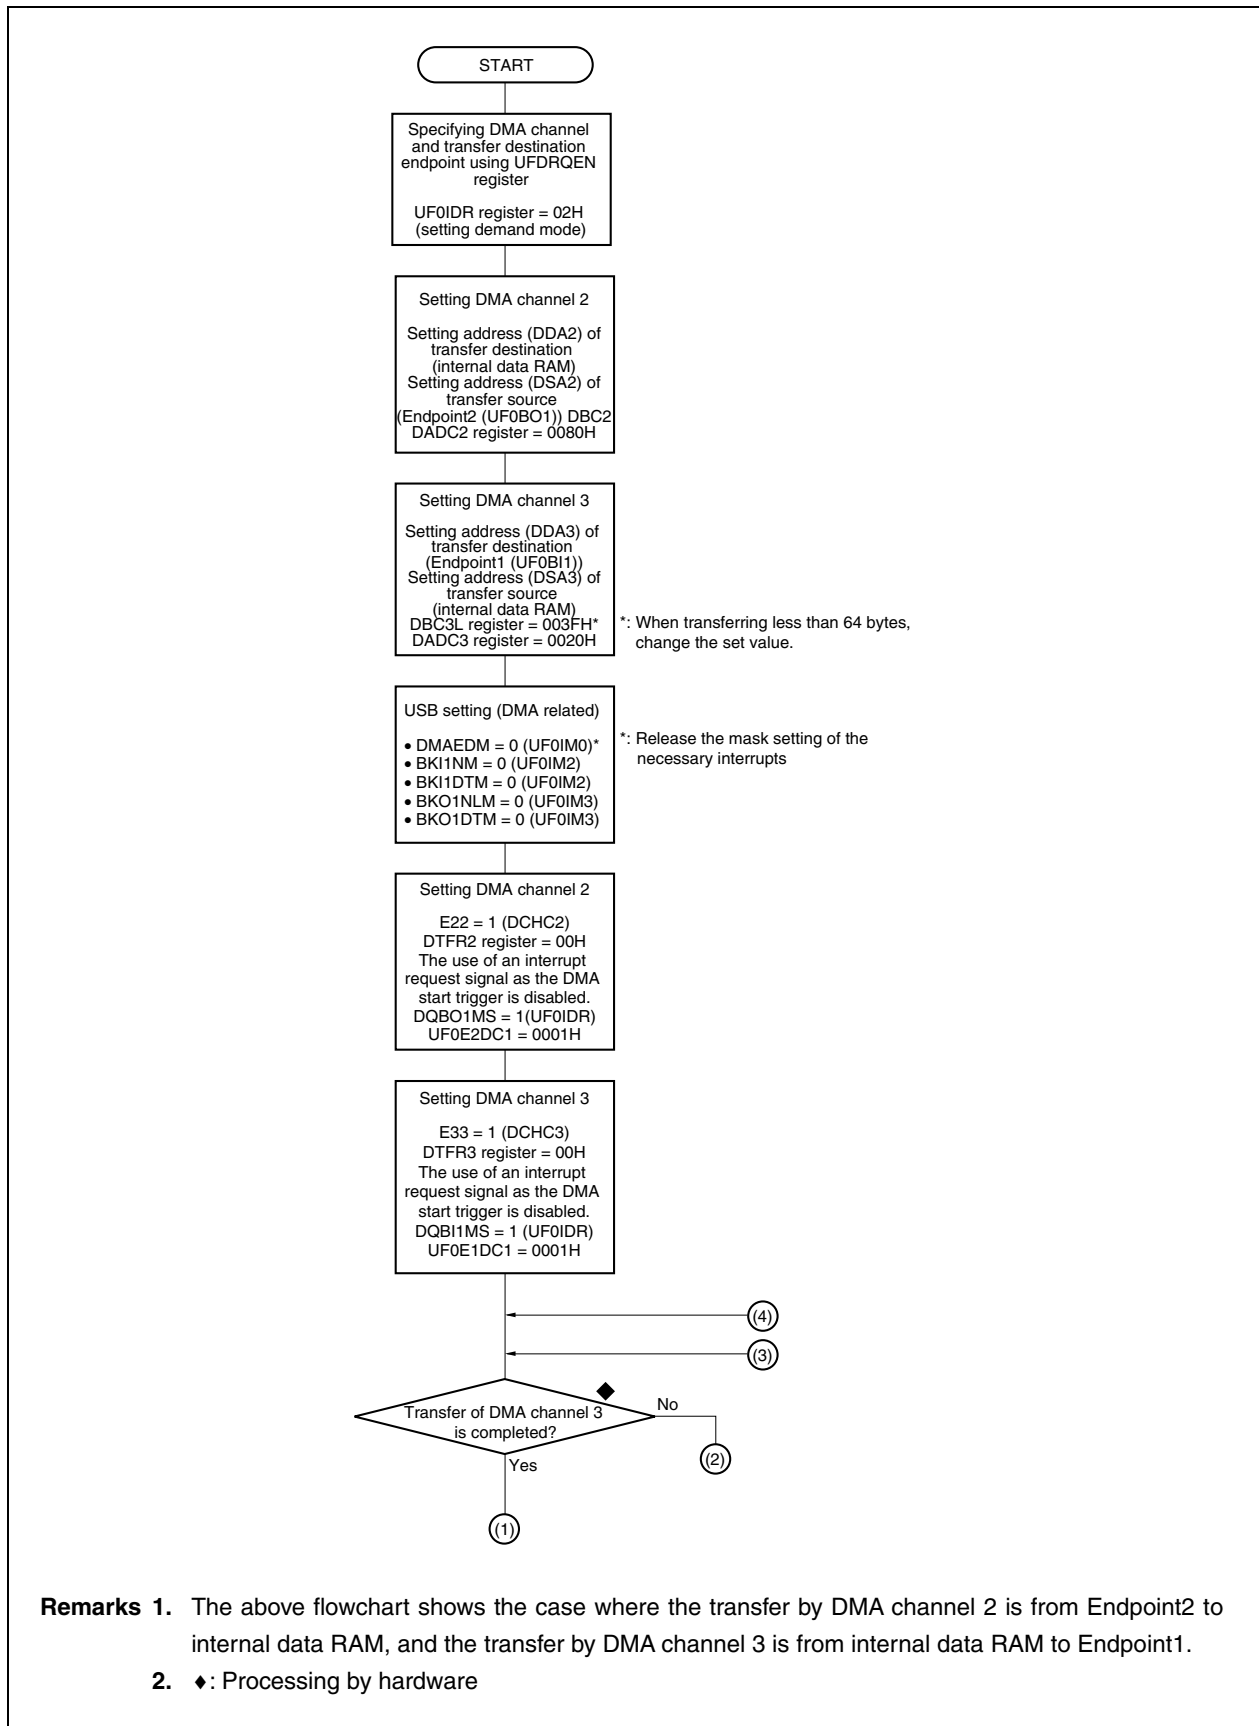 START
Specifying DMA channel
and transfer destination
endpoint using UFDRQEN
register
UF0IDR register = 02H
(setting demand mode)
Setting DMA channel 2
Setting address (DDA2) of
transfer destination
(internal data RAM)
Setting address (DSA2) of
transfer source
(Endpoint2 (UF0BO1)) DBC2
DADC2 register = 0080H
Setting DMA channel 3
Setting address (DDA3) of
transfer destination
(Endpoint1 (UF0BI1))
Setting address (DSA3) of
transfer source
(internal data RAM)
DBC3L register = 003FH*
DADC3 register = 0020H
*: When transferring less than 64 bytes,
change the set value.
USB setting (DMA related)
• DMAEDM = 0 (UF0IM0)*
• BKI1NM = 0 (UF0IM2)
• BKI1DTM = 0 (UF0IM2)
• BKO1NLM = 0 (UF0IM3)
• BKO1DTM = 0 (UF0IM3)
*: Release the mask setting of the
necessary interrupts
Setting DMA channel 2
E22 = 1 (DCHC2)
DTFR2 register = 00H
The use of an interrupt
request signal as the DMA
start trigger is disabled.
DQBO1MS = 1(UF0IDR)
UF0E2DC1 = 0001H
Setting DMA channel 3
E33 = 1 (DCHC3)
DTFR3 register = 00H
The use of an interrupt
request signal as the DMA
start trigger is disabled.
DQBI1MS = 1 (UF0IDR)
UF0E1DC1 = 0001H
(4)
(3)
Transfer of DMA channel 3
is completed?
No
(2)
Yes
(1)
Remarks 1. The above flowchart shows the case where the transfer by DMA channel 2 is from Endpoint2 to
internal data RAM, and the transfer by DMA channel 3 is from internal data RAM to Endpoint1.
2. ♦: Processing by hardware